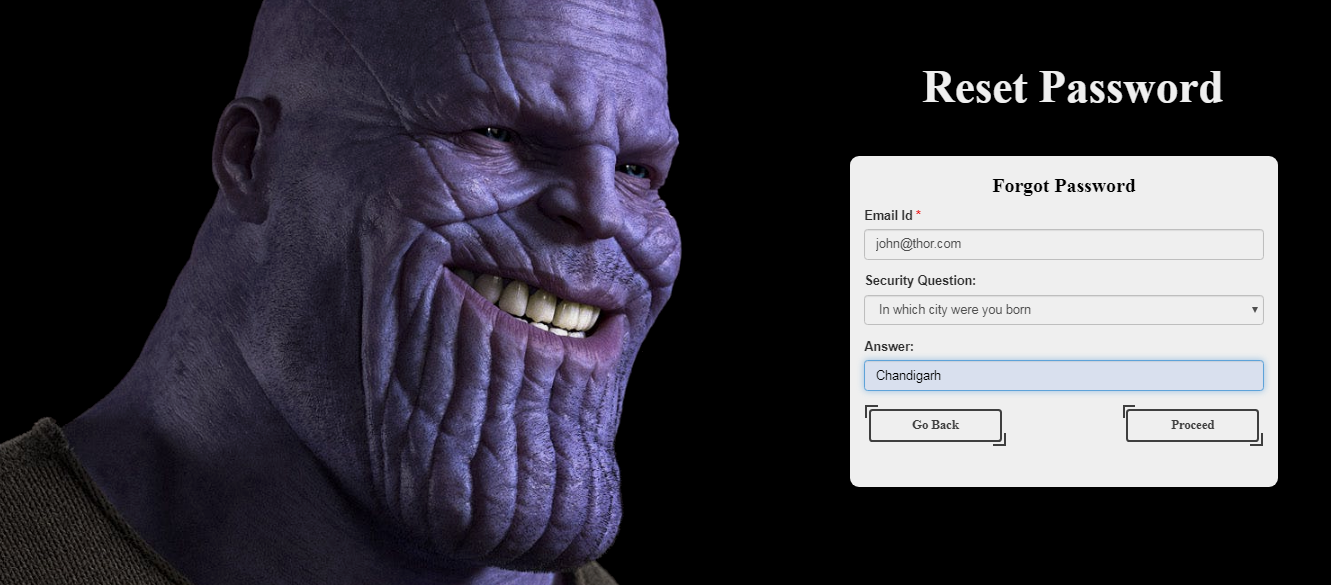 Reset Password
Forgot Password
Email Id *
john@thor.com
Security Question:
In which city were you born
Answer:
Chandigarh
Go Back
Proceed